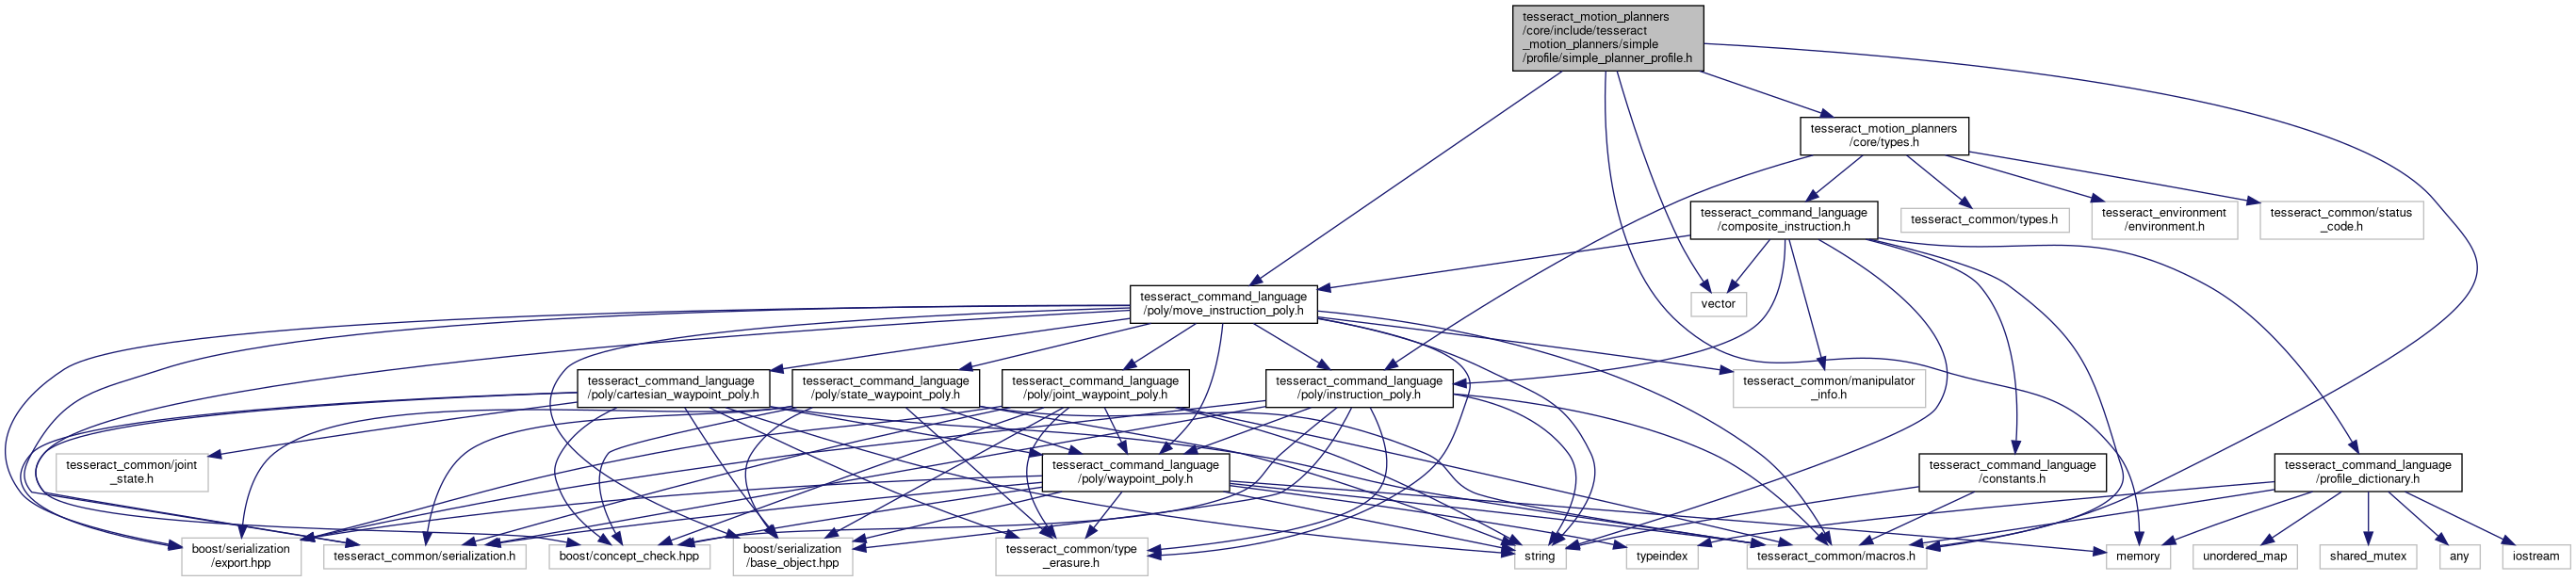 tesseract_motion_planners
/core/include/tesseract
_motion_planners/simple
/profile/simple_planner_profile.h
tesseract_motion_planners
/core/types.h
tesseract_command_language
/composite_instruction.h
tesseract_common/types.h
tesseract_environment
/environment.h
tesseract_common/status
_code.h
tesseract_command_language
/poly/move_instruction_poly.h
vector
tesseract_command_language
/poly/cartesian_waypoint_poly.h
tesseract_command_language
/poly/state_waypoint_poly.h
tesseract_command_language
/poly/joint_waypoint_poly.h
tesseract_command_language
/poly/instruction_poly.h
tesseract_common/manipulator
_info.h
tesseract_common/joint
_state.h
tesseract_command_language
/poly/waypoint_poly.h
tesseract_command_language
/constants.h
tesseract_command_language
/profile_dictionary.h
boost/serialization
/export.hpp
tesseract_common/serialization.h
boost/concept_check.hpp
boost/serialization
/base_object.hpp
tesseract_common/type
_erasure.h
string
typeindex
tesseract_common/macros.h
memory
unordered_map
shared_mutex
any
iostream